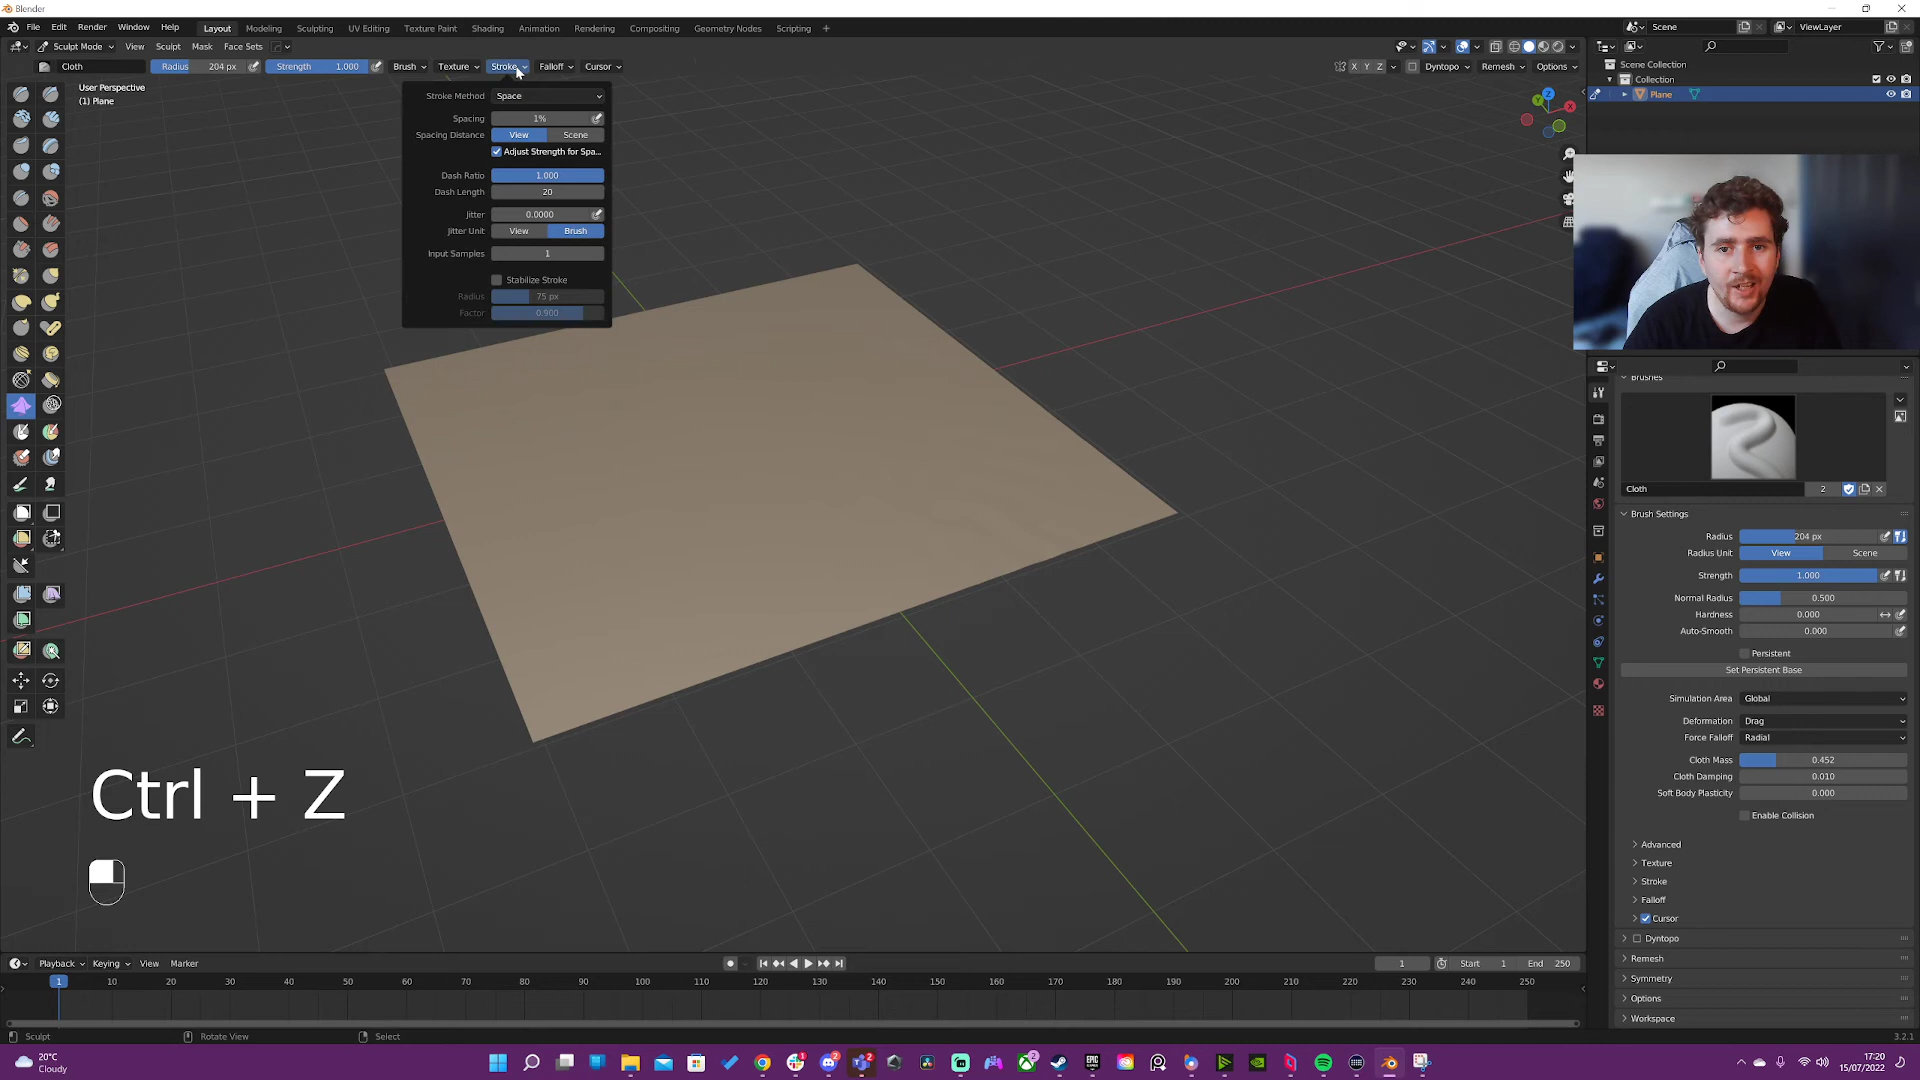 Blender
File Edit Render Window Help Layout Modeling Sculpting UV Editing Texture Paint Shading Animation Rendering Compositing Geometry Nodes Scripting + Scene ViewLayer
Sculpt Mode View Sculpt Mask Face Sets
Cloth Radius 204 px Strength 1.000 Brush Texture Stroke Falloff Cursor X Y Z Dyntopo Remesh Options
User Perspective
(1) Plane
Stroke Method Space
Spacing 1%
Spacing Distance View Scene
Adjust Strength for Spa...
Dash Ratio 1.000
Dash Length 20
Jitter 0.0000
Jitter Unit View Brush
Input Samples 1
Stabilize Stroke
Radius 75 px
Factor 0.900
Z
Y
X
Scene Collection
Collection
Plane
Brushes
Cloth 2
Brush Settings
Radius 204 px
Radius Unit View Scene
Strength 1.000
Normal Radius 0.500
Hardness 0.000
Auto-Smooth 0.000
Persistent
Set Persistent Base
Simulation Area Global
Deformation Drag
Force Falloff Radial
Cloth Mass 0.452
Cloth Damping 0.010
Soft Body Plasticity 0.000
Enable Collision
Advanced
Texture
Stroke
Falloff
Cursor
Dyntopo
Remesh
Symmetry
Options
Workspace
Ctrl + Z
Playback Keying View Marker 1 Start 1 End 250
1 10 20 30 40 50 60 70 80 90 100 110 120 130 140 150 160 170 180 190 200 210 220 230 240 250
Sculpt Rotate View Select 3.2.1
20°C
Cloudy
17:20
15/07/2022